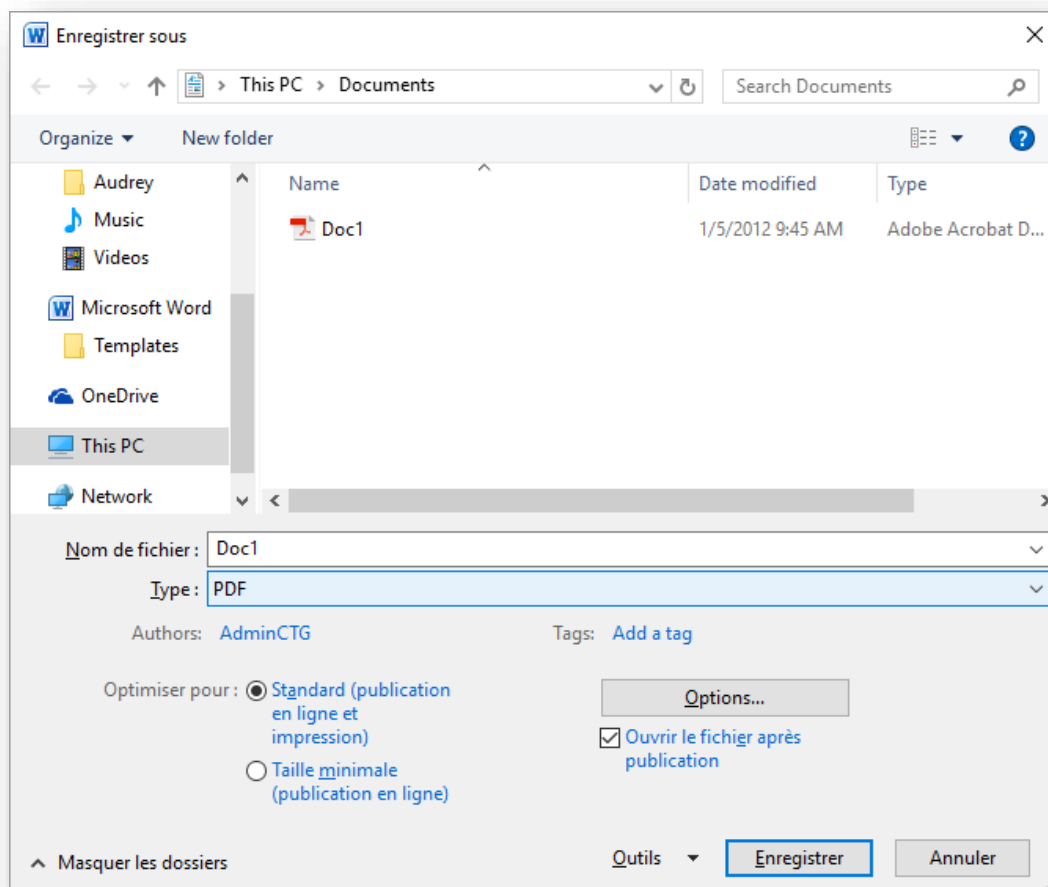 Enregistrer sous
This PC > Documents
Search Documents
Organize
New folder
Audrey
Music
Videos
Microsoft Word
Templates
OneDrive
This PC
Network
Name
Date modified
Type
Doc1
1/5/2012 9:45 AM
Adobe Acrobat D...
Nom de fichier :
Doc1
Type :
PDF
Authors:
AdminCTG
Tags:
Add a tag
Optimiser pour :
Standard (publication
en ligne et
impression)
Taille minimale
(publication en ligne)
Options...
Ouvrir le fichier après
publication
Masquer les dossiers
Outils
Enregistrer
Annuler